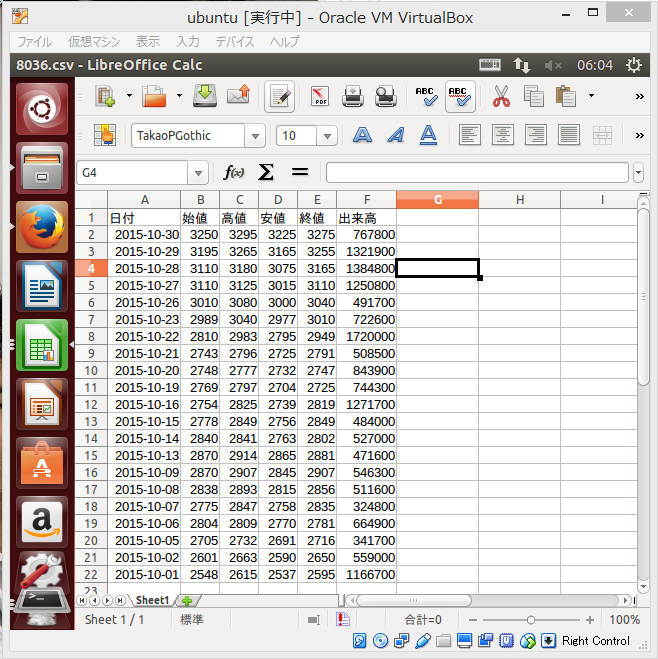 ubuntu [実行中] - Oracle VM VirtualBox
ファイル 仮想マシン 表示 入力 デバイス ヘルプ
8036.csv - LibreOffice Calc 06:04
PDF ABC ABC
TakaoPGothic 10
G4 f(x) Σ =
A B C D E F G H I
1 日付 始値 高値 安値 終値 出来高
2 2015-10-30 3250 3295 3225 3275 767800
3 2015-10-29 3195 3265 3165 3255 1321900
4 2015-10-28 3110 3180 3075 3165 1384800
5 2015-10-27 3110 3125 3015 3110 1250800
6 2015-10-26 3010 3080 3000 3040 491700
7 2015-10-23 2989 3040 2977 3010 722600
8 2015-10-22 2810 2983 2795 2949 1720000
9 2015-10-21 2743 2796 2725 2791 508500
10 2015-10-20 2748 2777 2732 2747 843900
11 2015-10-19 2769 2797 2704 2725 744300
12 2015-10-16 2754 2825 2739 2819 1271700
13 2015-10-15 2778 2849 2756 2849 484000
14 2015-10-14 2840 2841 2763 2802 527000
15 2015-10-13 2870 2914 2865 2881 471600
16 2015-10-09 2870 2907 2845 2907 546300
17 2015-10-08 2838 2893 2815 2856 511600
18 2015-10-07 2775 2847 2758 2835 324800
19 2015-10-06 2804 2809 2770 2781 664900
20 2015-10-05 2705 2732 2691 2716 341700
21 2015-10-02 2601 2663 2590 2650 559000
22 2015-10-01 2548 2615 2537 2595 1166700
23
Sheet1
Sheet 1 / 1 標準 合計=0 100%
Right Control